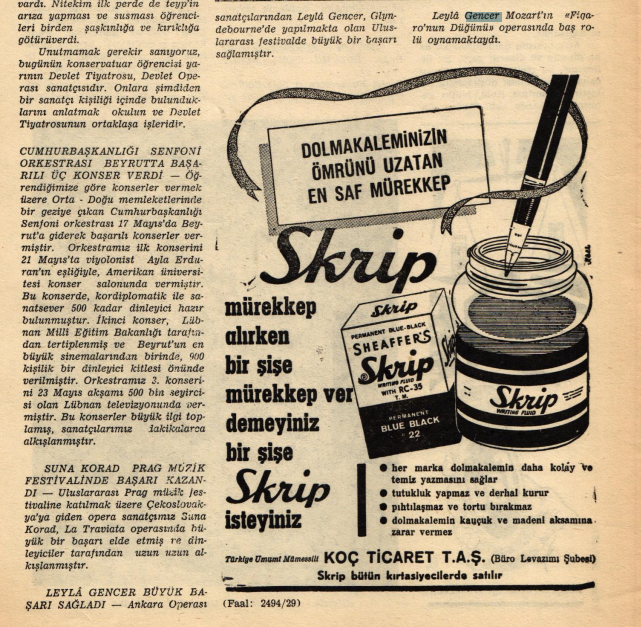 vardı. Nitekim ilk perde de teyp'in
arıza yapması ve susması öğrenci-
leri birden şaşkınlığa ve kırıklığa
götürverdi.
Unutmamak gerekir sanıyoruz,
bugünün konservatuar öğrencisi ya-
rının Devlet Tiyatrosu, Devlet Ope-
rası sanatçısıdır. Onlara şimdiden
bir sanatçı kişiliği içinde bulunduk-
larını anlatmak okulun ve Devlet
Tiyatrosunun ortaklaşa işleridir.
CUMHURBAŞKANLIĞI SENFONİ
ORKESTRASI BEYRUTTA BAŞA-
RILI ÜÇ KONSER VERDİ — Öğ-
rendiğimize göre konserler vermek
üzere Orta - Doğu memleketlerinde
bir geziye çıkan Cumhurbaşkanlığı
Senfoni orkestrası 17 Mayıs'da Bey-
rut'a giderek başarılı konserler ver-
miştir. Orkestramız ilk konserini
21 Mayıs'ta viyolonist Ayla Erdu-
ran'ın eşliğiyle, Amerikan üniversi-
tesi konser salonunda vermiştir.
Bu konserde, kordiplomatik ile sa-
natsever 500 kadar dinleyici hazır
bulunmuştur. İkinci konser, Lüb-
nan Milli Eğitim Bakanlığı tarafın-
dan tertiplenmiş ve Beyrut'un en
büyük sinemalarından birinde, 900
kişilik bir dinleyici kitlesi önünde
verilmiştir. Orkestramız 3. konseri-
ni 23 Mayıs akşamı 500 bin seyirci-
si olan Lübnan televizyonunda ver-
miştir. Bu konserler büyük ilgi top-
lamış, sanatçılarımız dakikalarca
alkışlanmıştır.
SUNA KORAD PRAG MÜZİK
FESTİVALİNDE BAŞARI KAZAN-
DI — Uluslararası Prag müzik fes-
tivaline katılmak üzere Çekoslovak-
ya'ya giden opera sanatçımız Suna
Korad, La Traviata operasında bü-
yük bir başarı elde etmiş ve din-
leyiciler tarafından uzun uzun al-
kışlanmıştır.
LEYLÂ GENCER BÜYÜK BA-
ŞARI SAĞLADI — Ankara Operası
sanatçılarından Leylâ Gencer, Glyn-
debourne'de yapılmakta olan Ulus-
lararası festivalde büyük bir başarı
sağlamıştır.
Leylâ Gencer Mozart'ın «Figa-
ro'nun Düğünü» operasında baş ro-
lü oynamaktaydı.
DOLMAKALEMİNİZİN
ÖMRÜNÜ UZATAN
EN SAF MÜREKKEP
Skrip
mürekkep
alırken
bir şişe
mürekkep ver
demeyiniz
bir şişe
Skrip
isteyiniz
Skrip
PERMANENT BLUE-BLACK
SHEAFFER'S
Skrip
WRITING FLUID
WITH RC-35
T. M.
PERMANENT
BLUE BLACK
22
Skrip
WRITING FLUID
● her marka dolmakalemin daha kolay ve
temiz yazmasını sağlar
● tutukluk yapmaz ve derhal kurur
● pıhtılaşmaz ve tortu bırakmaz
● dolmakalemin kauçuk ve madeni aksamına
zarar vermez
Türkiye Umumi Mümessili KOÇ TİCARET T.A.Ş. (Büro Levazımı Şubesi)
Skrip bütün kırtasiyecilerde satılır
(Faal: 2494/29)